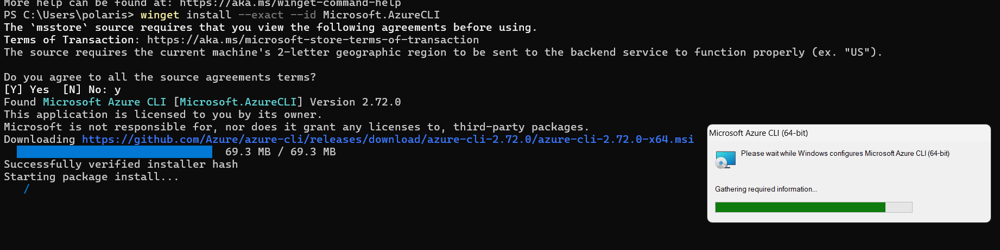 More help can be found at: https://aka.ms/winget-command-help
PS C:\Users\polaris> winget install --exact --id Microsoft.AzureCLI
The `msstore` source requires that you view the following agreements before using.
Terms of Transaction: https://aka.ms/microsoft-store-terms-of-transaction
The source requires the current machine's 2-letter geographic region to be sent to the backend service to function properly (ex. "US").
Do you agree to all the source agreements terms?
[Y] Yes  [N] No: y
Found Microsoft Azure CLI [Microsoft.AzureCLI] Version 2.72.0
This application is licensed to you by its owner.
Microsoft is not responsible for, nor does it grant any licenses to, third-party packages.
Downloading https://github.com/Azure/azure-cli/releases/download/azure-cli-2.72.0/azure-cli-2.72.0-x64.msi
69.3 MB / 69.3 MB
Successfully verified installer hash
Starting package install...
/
Microsoft Azure CLI (64-bit)
Please wait while Windows configures Microsoft Azure CLI (64-bit)
Gathering required information...